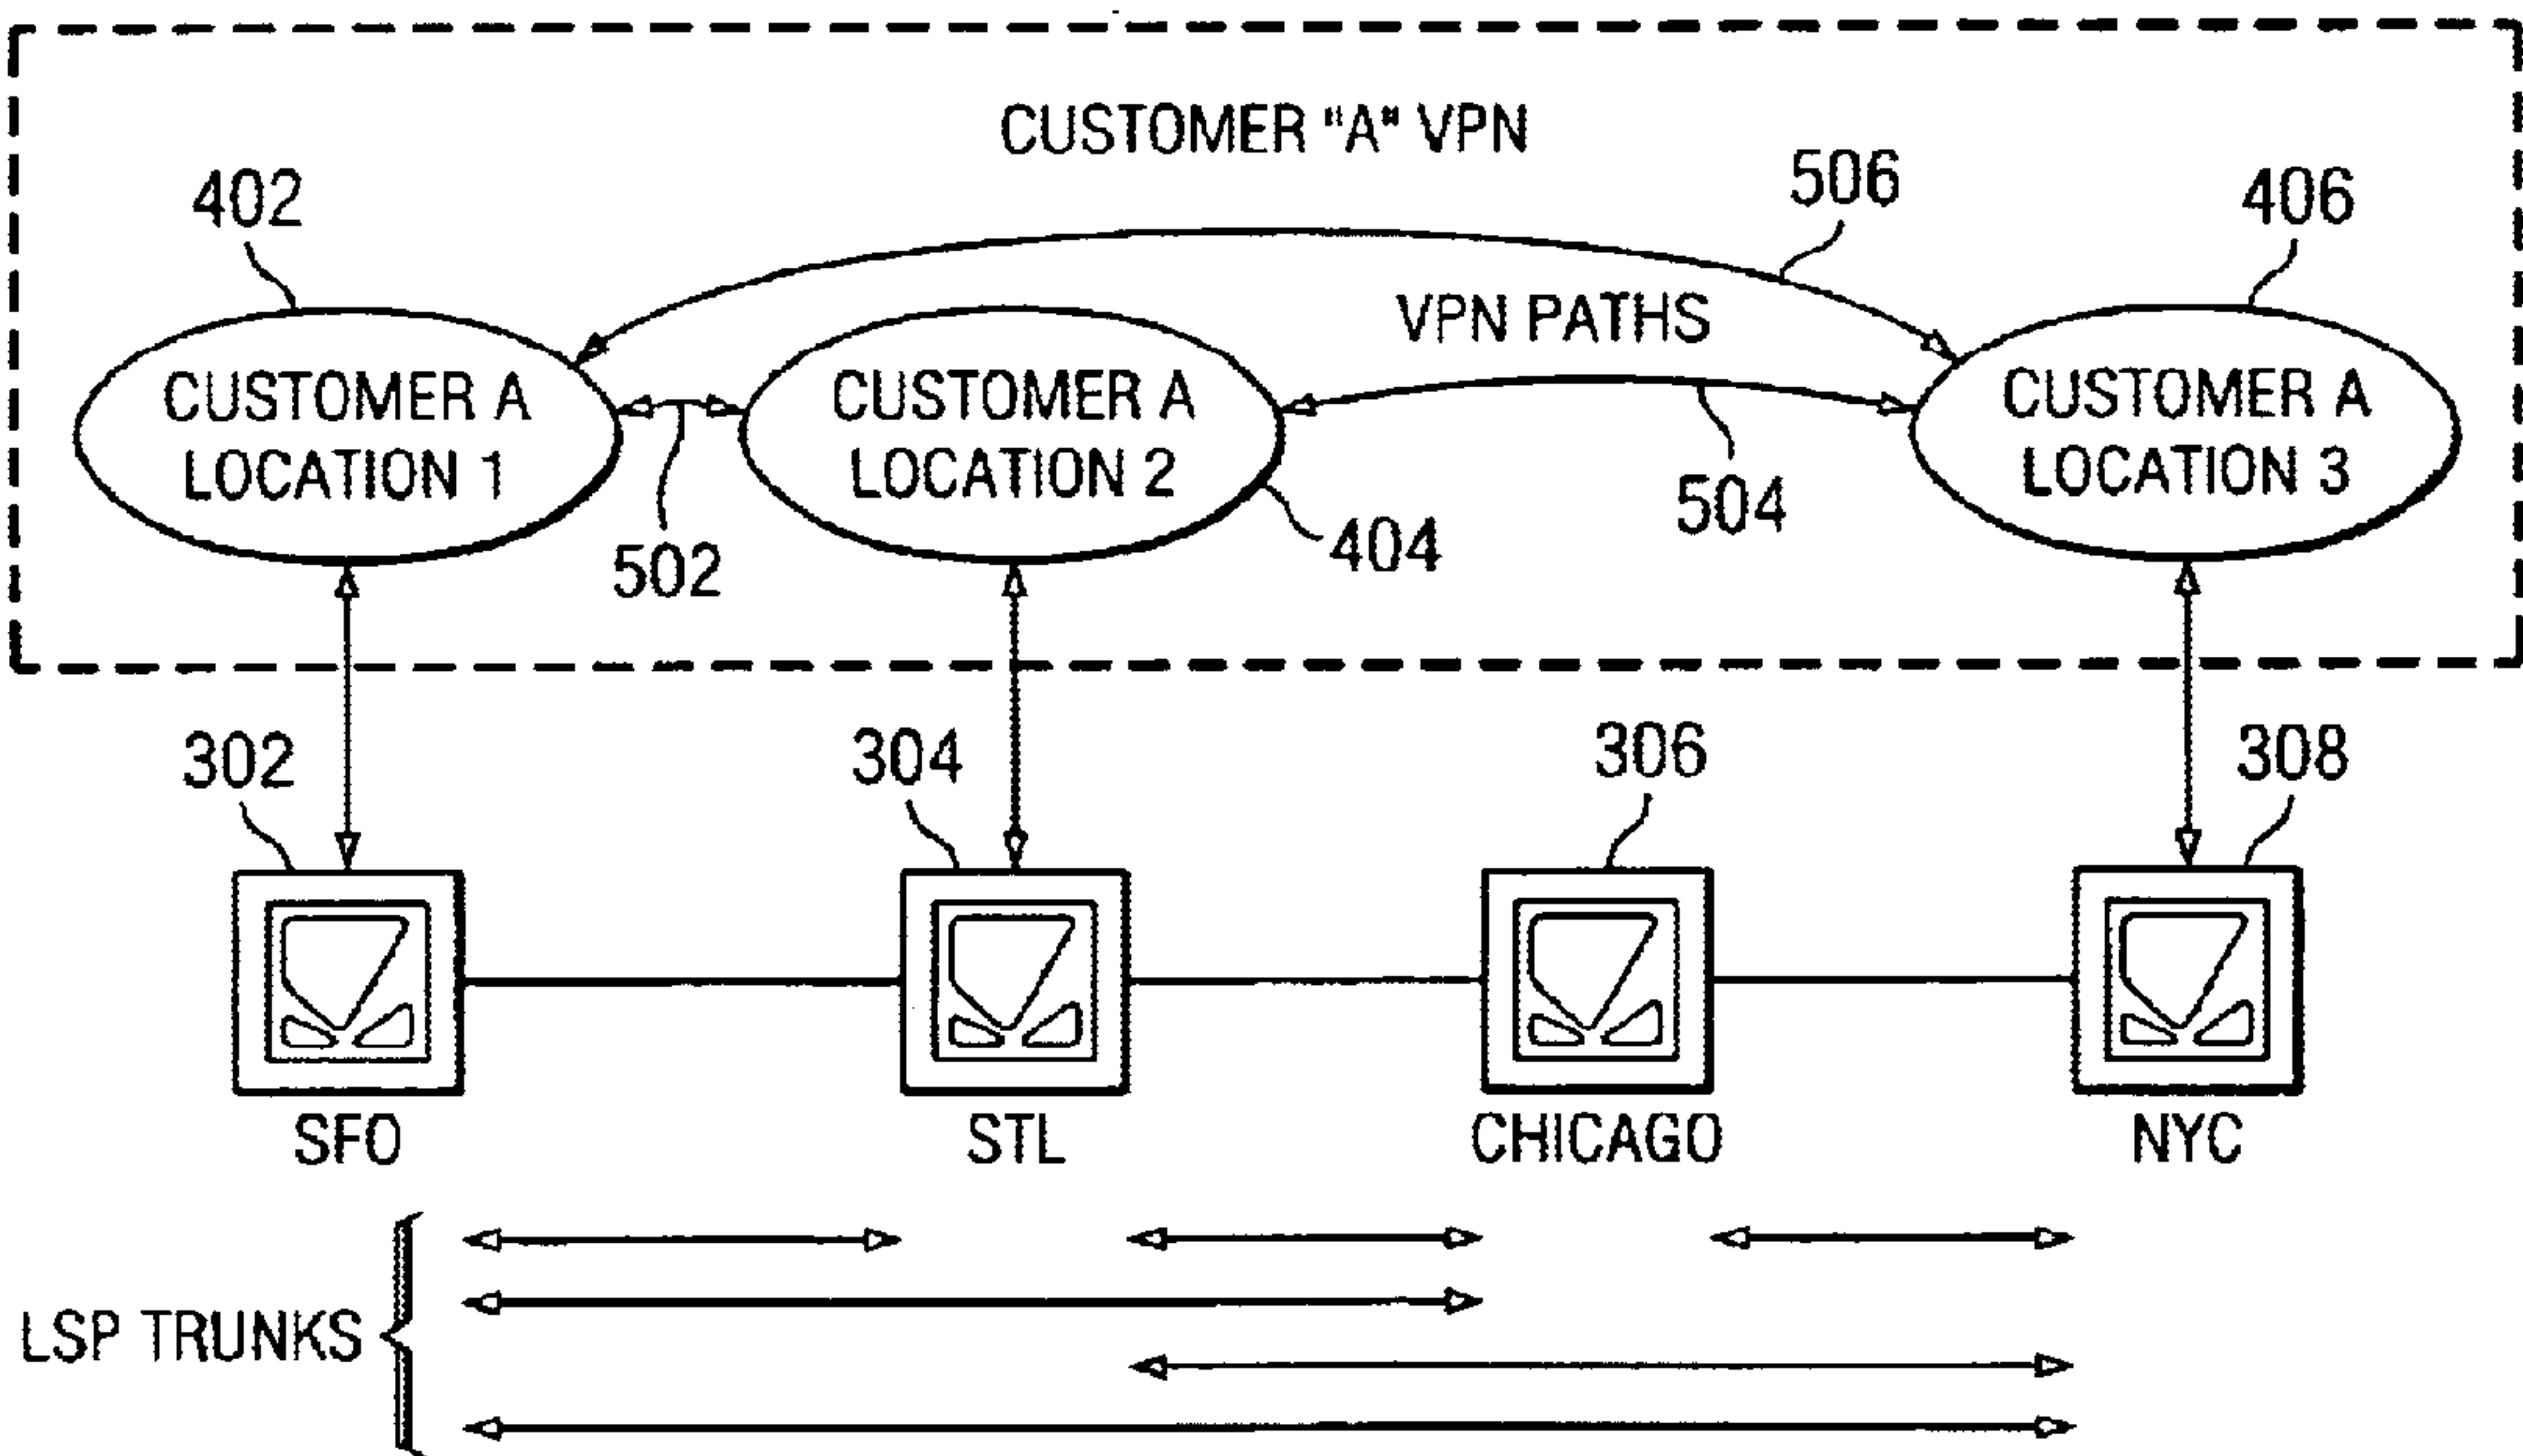 CUSTOMER "A" VPN
402
506
406
VPN PATHS
CUSTOMER A
LOCATION 1
CUSTOMER A
LOCATION 2
CUSTOMER A
LOCATION 3
502
404
504
302
304
306
308
SFO
STL
CHICAGO
NYC
LSP TRUNKS